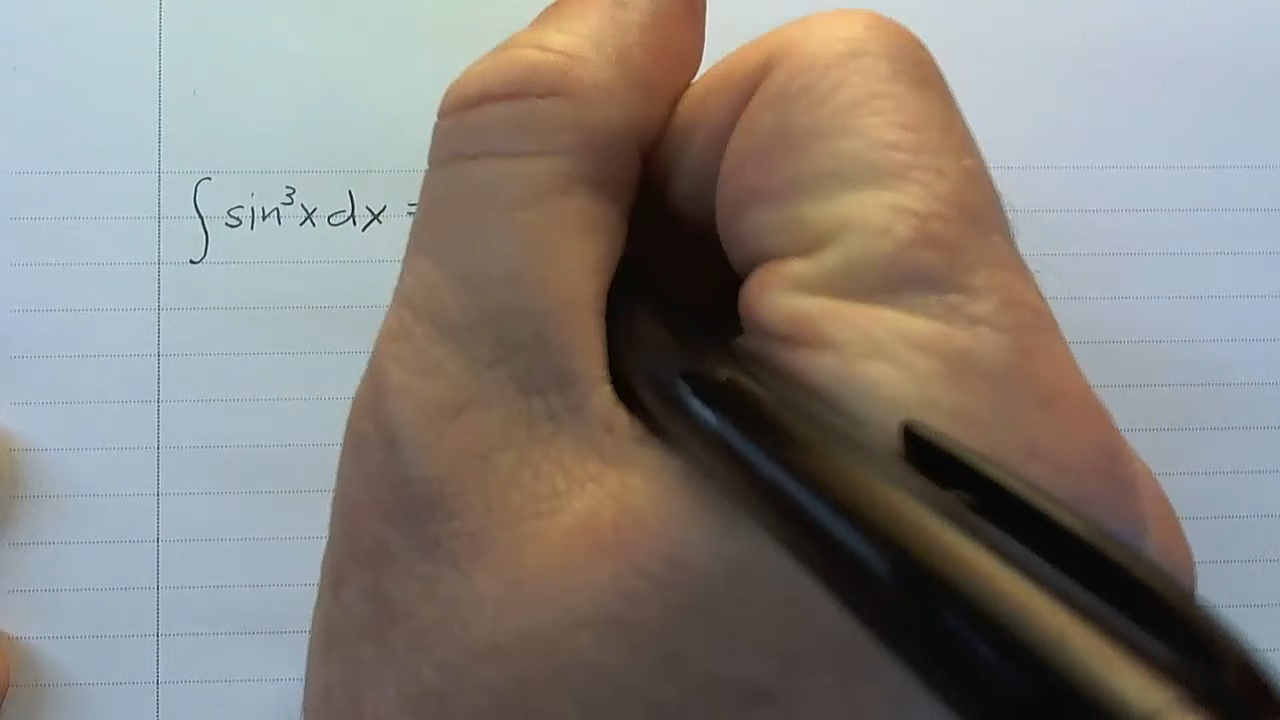 ∫ sin³x dx =